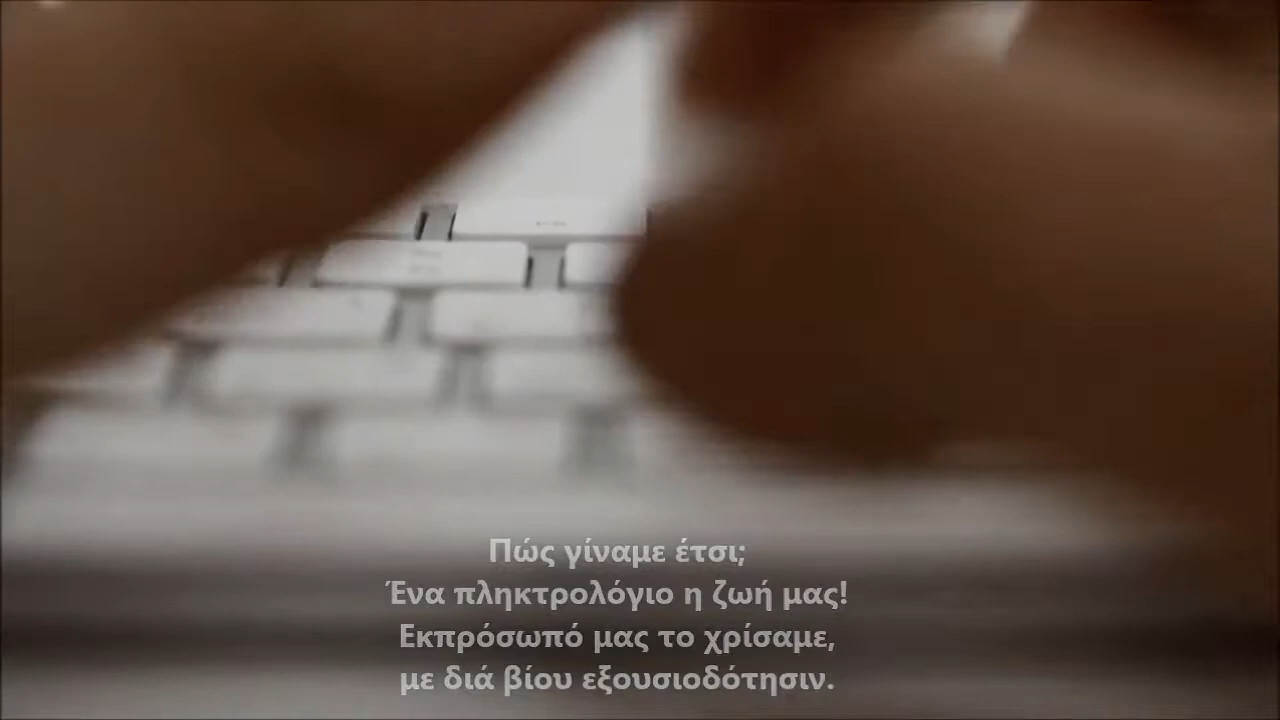 Πώς γίναμε έτσι;
Ένα πληκτρολόγιο η ζωή μας!
Εκπρόσωπό μας το χρίσαμε,
με διά βίου εξουσιοδότησιν.